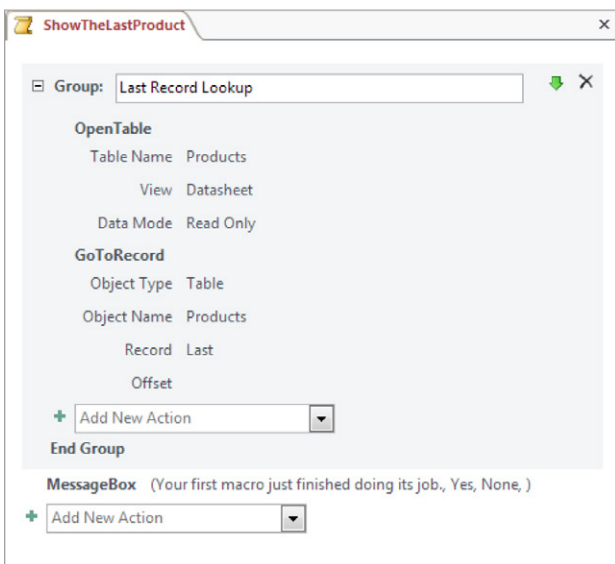 ShowTheLastProduct
Group: Last Record Lookup
OpenTable
Table Name Products
View Datasheet
Data Mode Read Only
GoToRecord
Object Type Table
Object Name Products
Record Last
Offset
Add New Action
End Group
MessageBox (Your first macro just finished doing its job., Yes, None, )
Add New Action